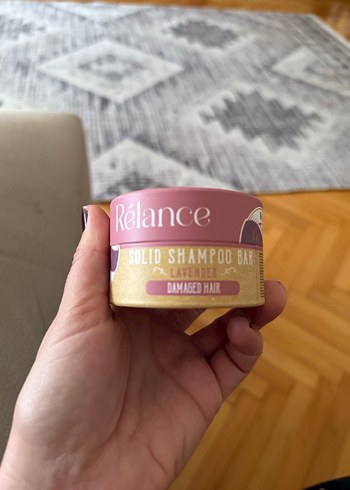 Rélance
SOLID SHAMPOO BAR
LAVENDER
DAMAGED HAIR